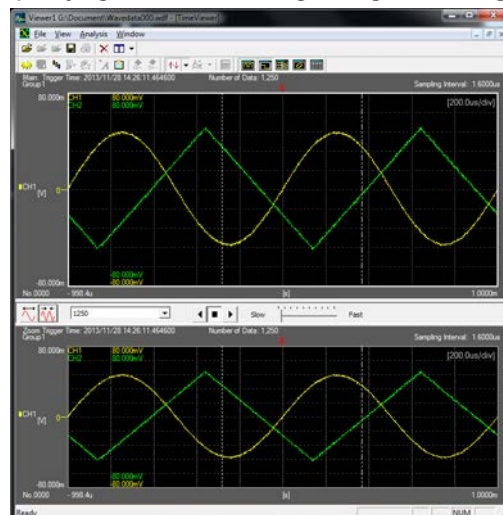 Viewer1 G:\Document\Wavedata000.wdf - [TimeViewer]
File View Analysis Window
Main Trigger Time: 2013/11/28 14:26:11.464600 Number of Data: 1,250
Group1 Sampling Interval: 1.6000us
80.000m CH1 80.000mV [200.0us/div]
CH2 80.000mV
CH1 0
[V]
-80.000mV
-80.000m -80.000mV
No.0000 -998.4u [s] 1.0000m
1250 Slow Fast
Zoom Trigger Time: 2013/11/28 14:26:11.464600 Number of Data: 1,250
Group1 Sampling Interval: 1.6000us
80.000m CH1 80.000mV [200.0us/div]
CH2 80.000mV
CH1 0
[V]
-80.000mV
-80.000m -80.000mV
No.0000 -998.4u [s] 1.0000m
Ready NUM